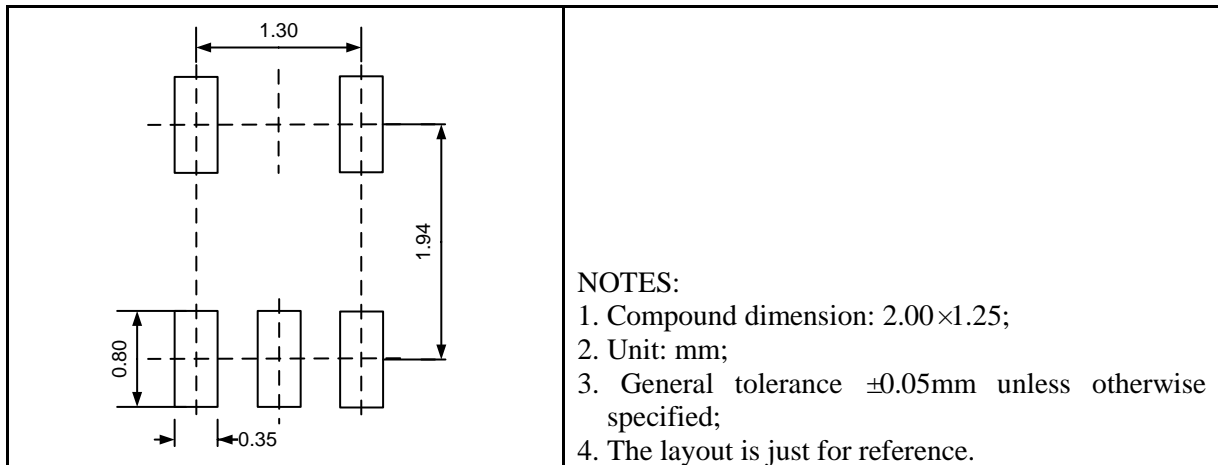 1.30
1.94
0.80
0.35
NOTES:
1. Compound dimension: 2.00×1.25;
2. Unit: mm;
3. General tolerance ±0.05mm unless otherwise
specified;
4. The layout is just for reference.